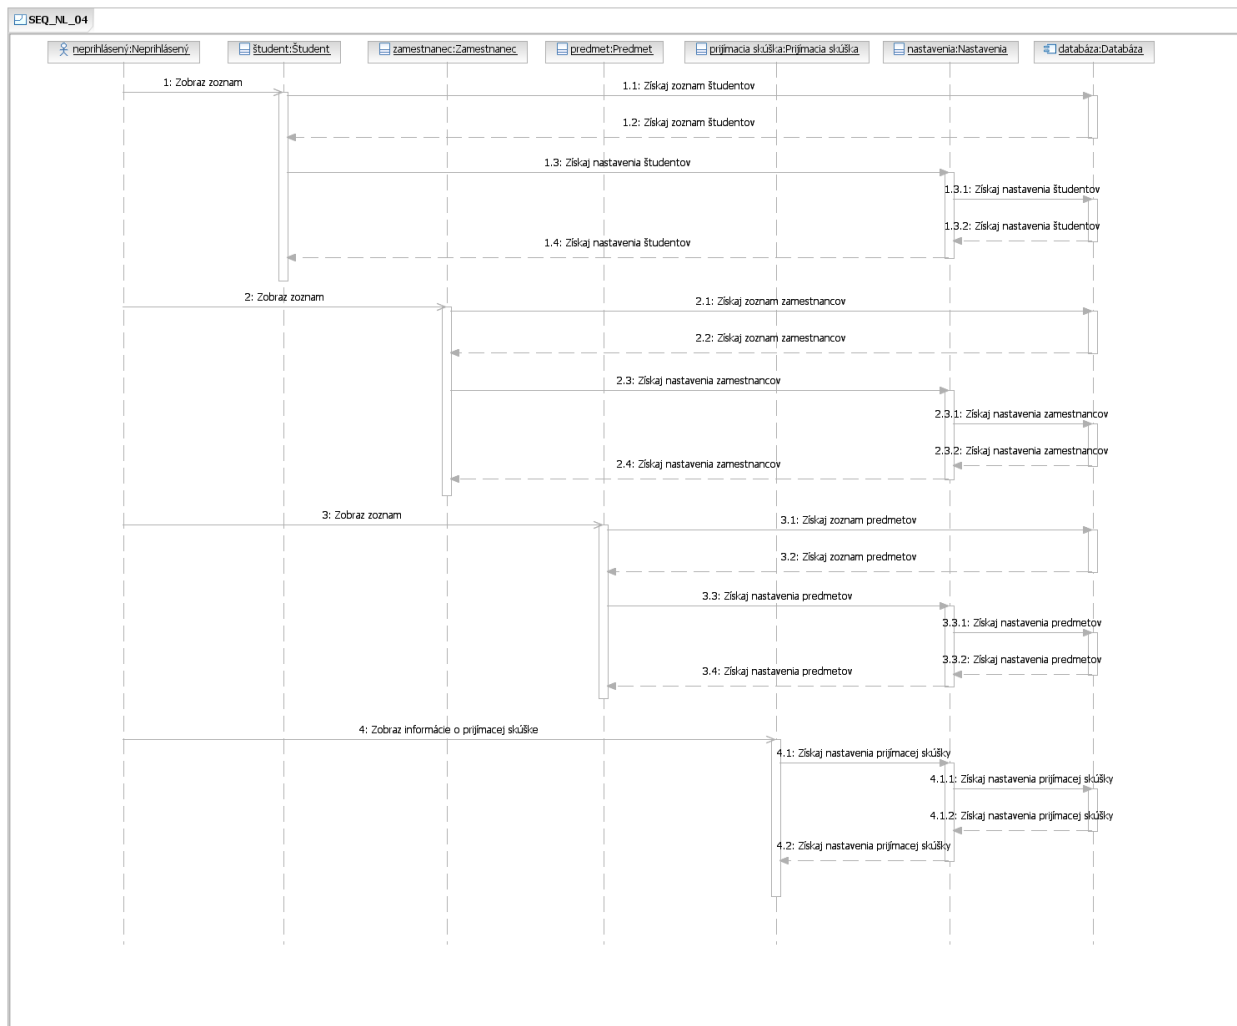 SEQ_NL_04
neprihlásený:Neprihlásený
študent:Študent
zamestnanec:Zamestnanec
predmet:Predmet
prijímacia skúška:Prijímacia skúška
nastavenia:Nastavenia
databáza:Databáza
1: Zobraz zoznam
1.1: Získaj zoznam študentov
1.2: Získaj zoznam študentov
1.3: Získaj nastavenia študentov
1.3.1: Získaj nastavenia študentov
1.3.2: Získaj nastavenia študentov
1.4: Získaj nastavenia študentov
2: Zobraz zoznam
2.1: Získaj zoznam zamestnancov
2.2: Získaj zoznam zamestnancov
2.3: Získaj nastavenia zamestnancov
2.3.1: Získaj nastavenia zamestnancov
2.3.2: Získaj nastavenia zamestnancov
2.4: Získaj nastavenia zamestnancov
3: Zobraz zoznam
3.1: Získaj zoznam predmetov
3.2: Získaj zoznam predmetov
3.3: Získaj nastavenia predmetov
3.3.1: Získaj nastavenia predmetov
3.3.2: Získaj nastavenia predmetov
3.4: Získaj nastavenia predmetov
4: Zobraz informácie o prijímacej skúške
4.1: Získaj nastavenia prijímacej skúšky
4.1.1: Získaj nastavenia prijímacej skúšky
4.1.2: Získaj nastavenia prijímacej skúšky
4.2: Získaj nastavenia prijímacej skúšky